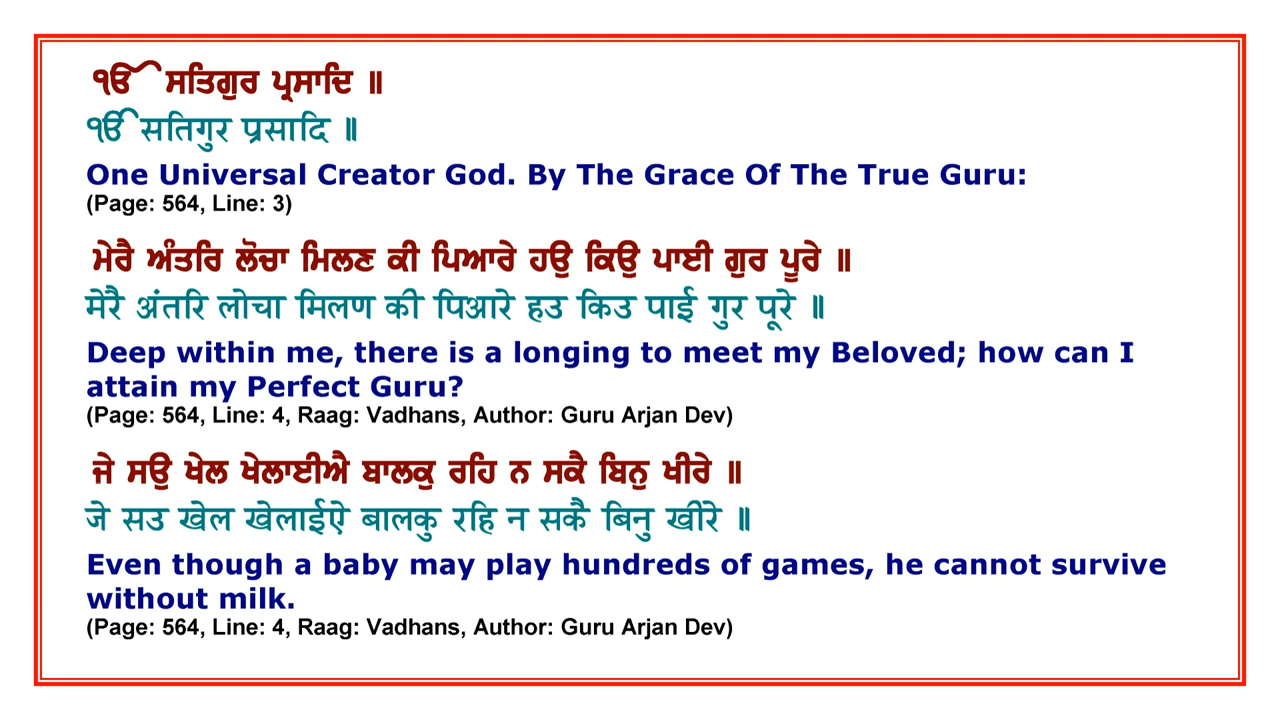 ੴ ਸਤਿਗੁਰ ਪ੍ਰਸਾਦਿ ॥
ੴ सतिगुर प्रसादि ॥
One Universal Creator God. By The Grace Of The True Guru:
(Page: 564, Line: 3)
ਮੇਰੈ ਅੰਤਰਿ ਲੋਚਾ ਮਿਲਣ ਕੀ ਪਿਆਰੇ ਹਉ ਕਿਉ ਪਾਈ ਗੁਰ ਪੂਰੇ ॥
मेरै अंतरि लोचा मिलण की पिआरे हउ किउ पाई गुर पूरे ॥
Deep within me, there is a longing to meet my Beloved; how can I
attain my Perfect Guru?
(Page: 564, Line: 4, Raag: Vadhans, Author: Guru Arjan Dev)
ਜੇ ਸਉ ਖੇਲ ਖੇਲਾਈਐ ਬਾਲਕੁ ਰਹਿ ਨ ਸਕੈ ਬਿਨੁ ਖੀਰੇ ॥
जे सउ खेल खेलाईऐ बालकु रहि न सकै बिनु खीरे ॥
Even though a baby may play hundreds of games, he cannot survive
without milk.
(Page: 564, Line: 4, Raag: Vadhans, Author: Guru Arjan Dev)